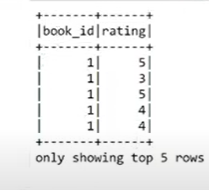 +-------+------+
|book_id|rating|
+-------+------+
|      1|     5|
|      1|     3|
|      1|     5|
|      1|     4|
|      1|     4|
+-------+------+
only showing top 5 rows